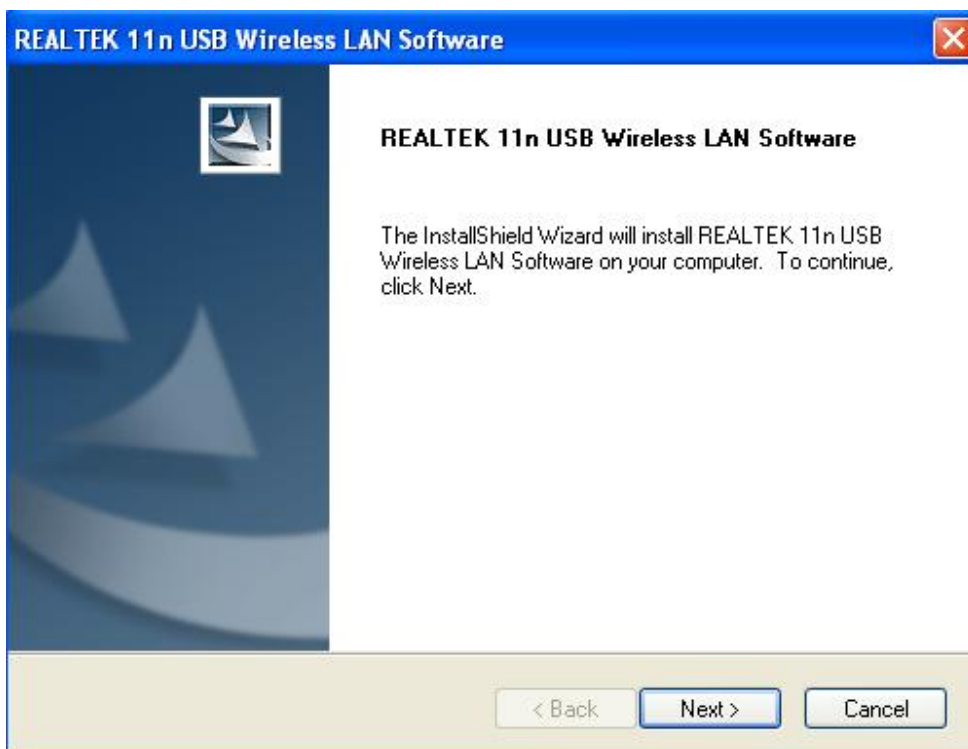 REALTEK 11n USB Wireless LAN Software
REALTEK 11n USB Wireless LAN Software
The InstallShield Wizard will install REALTEK 11n USB
Wireless LAN Software on your computer.  To continue,
click Next.
< Back
Next >
Cancel